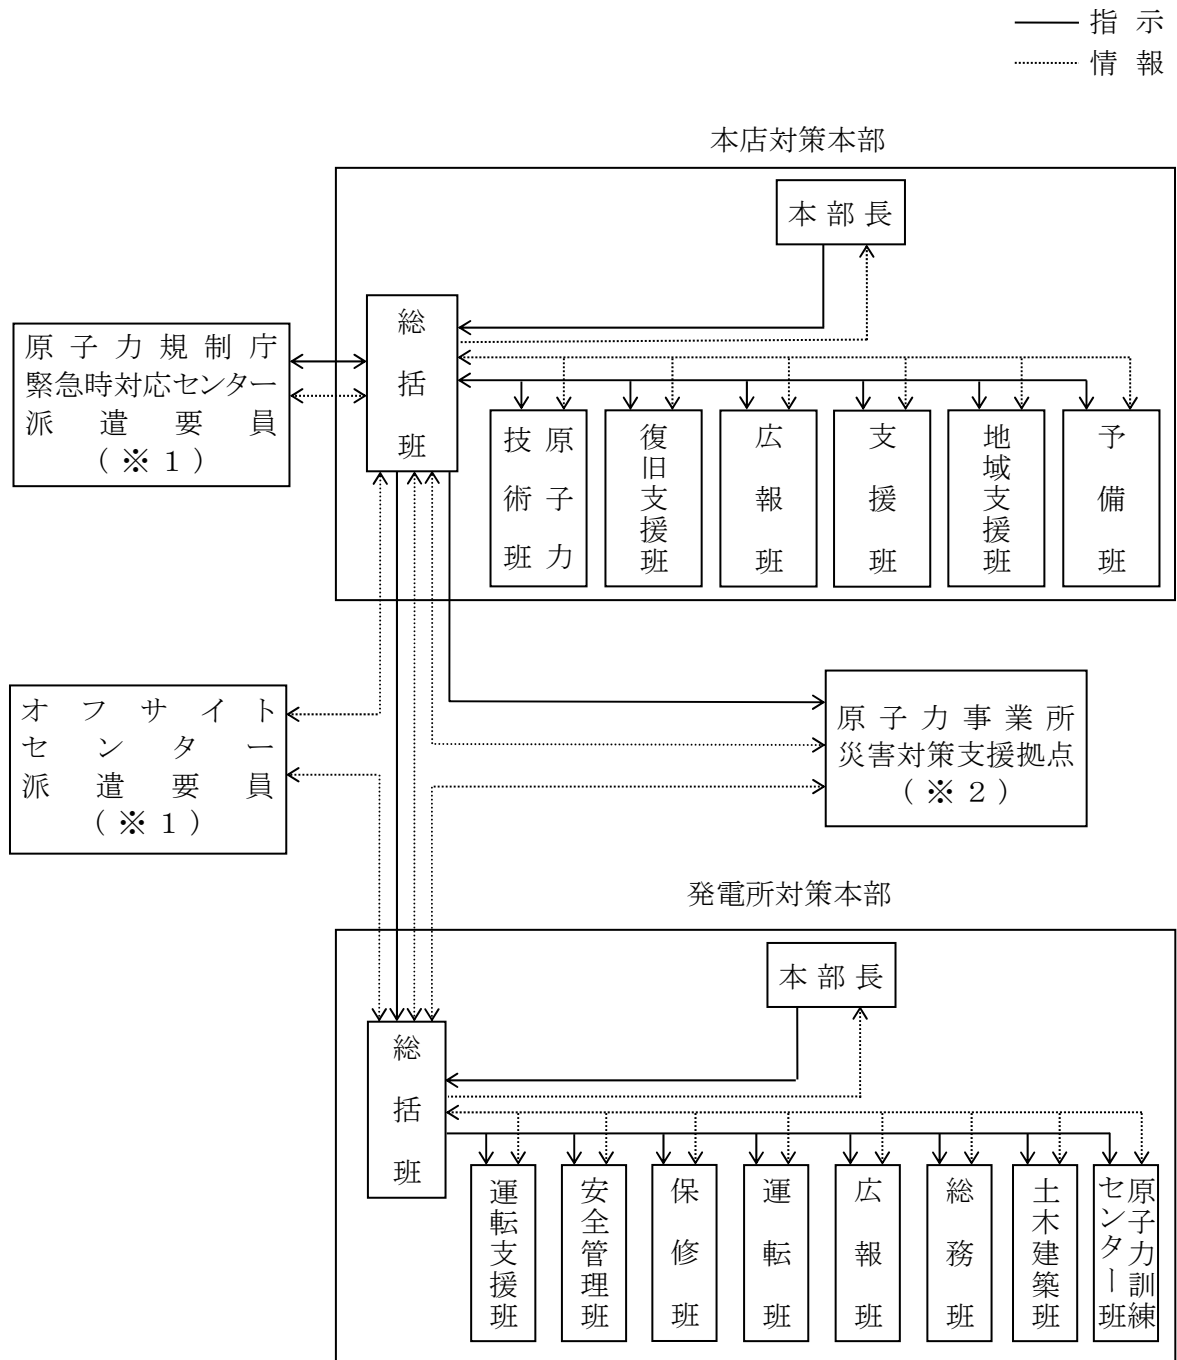 指示
情報
本店対策本部
本部長
総括班
原子力規制庁
緊急時対応センター
派遣要員
（※１）
原子力
技術班
復旧支援班
広報班
支援班
地域支援班
予備班
オフサイト
センター
派遣要員
（※１）
原子力事業所
災害対策支援拠点
（※２）
発電所対策本部
本部長
総括班
運転支援班
安全管理班
保修班
運転班
広報班
総務班
土木建築班
原子力訓練
センター班